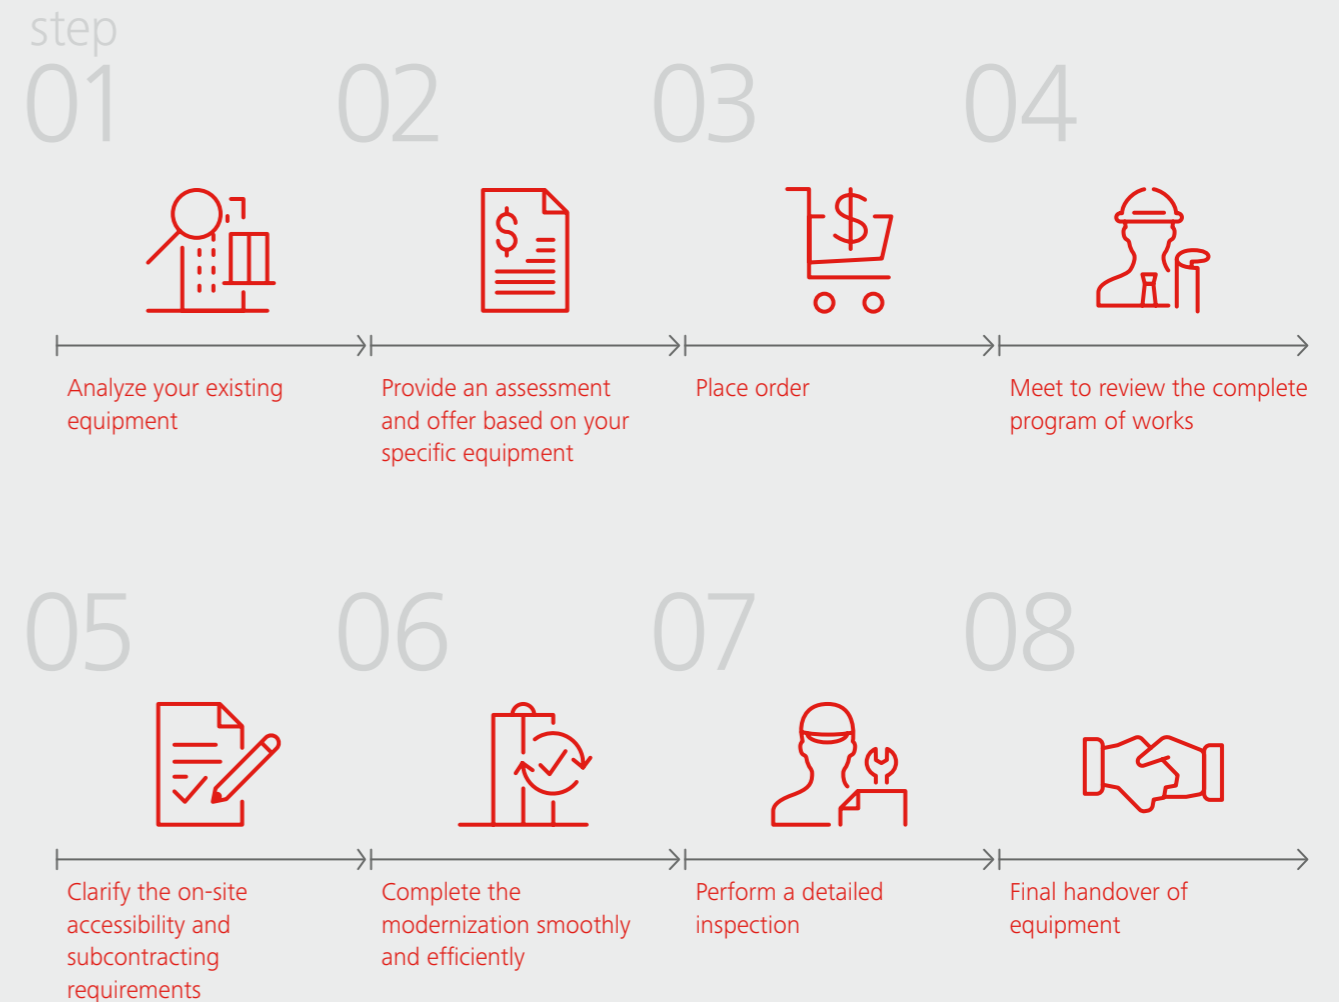 step
01
02
03
04
$
$
Analyze your existing
equipment
Provide an assessment
and offer based on your
specific equipment
Place order
Meet to review the complete
program of works
05
06
07
08
Clarify the on-site
accessibility and
subcontracting
requirements
Complete the
modernization smoothly
and efficiently
Perform a detailed
inspection
Final handover of
equipment